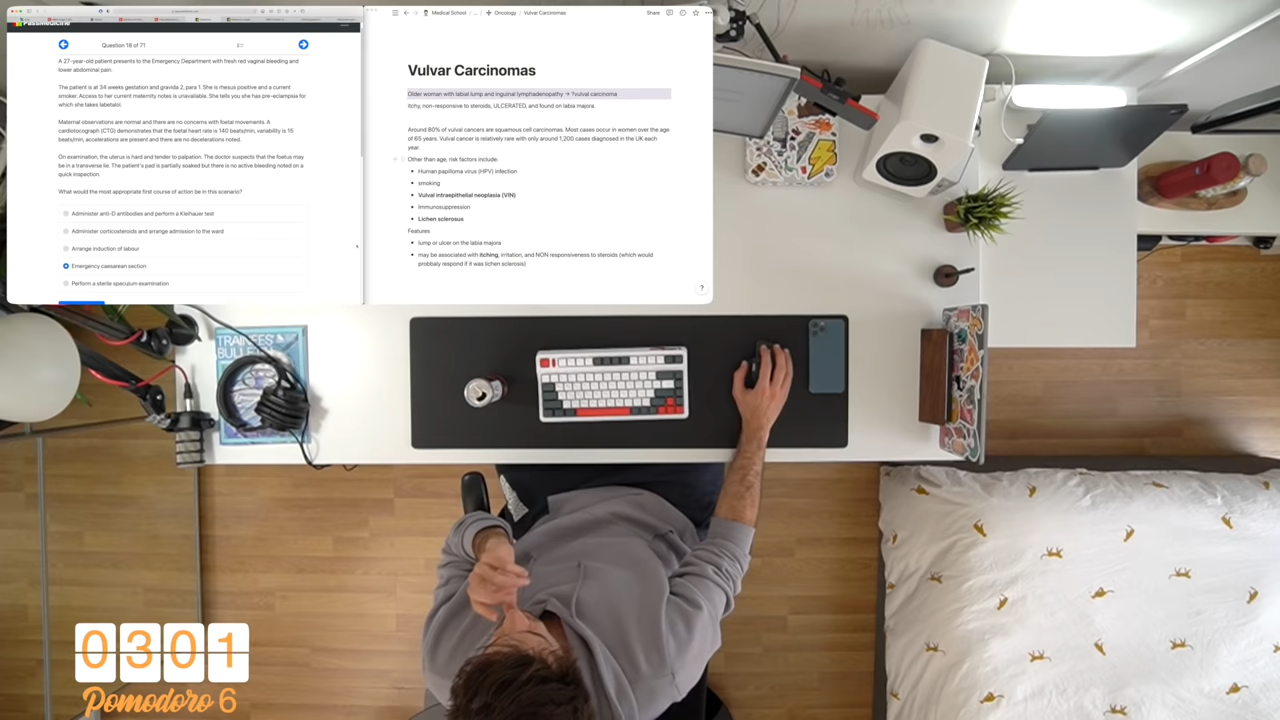 PassMedicine
Question 18 of 71
A 27-year-old patient presents to the Emergency Department with fresh red vaginal bleeding and
lower abdominal pain.
The patient is at 34 weeks gestation and gravida 2, para 1. She is rhesus positive and a current
smoker. Access to her current maternity notes is unavailable. She tells you she has pre-eclampsia for
which she takes labetalol.
Maternal observations are normal and there are no concerns with foetal movements. A
cardiotocograph (CTG) demonstrates that the foetal heart rate is 140 beats/min, variability is 15
beats/min, accelerations are present and there are no decelerations noted.
On examination, the uterus is hard and tender to palpation. The doctor suspects that the foetus may
be in a transverse lie. The patient's pad is partially soaked but there is no active bleeding noted on a
quick inspection.
What would the most appropriate first course of action be in this scenario?
Administer anti-D antibodies and perform a Kleihauer test
Administer corticosteroids and arrange admission to the ward
Arrange induction of labour
Emergency caesarean section
Perform a sterile speculum examination
Medical School / ... / Oncology / Vulvar Carcinomas
Share
Vulvar Carcinomas
Older woman with labial lump and inguinal lymphadenopathy → ?vulval carcinoma
itchy, non-responsive to steroids, ULCERATED, and found on labia majora.
Around 80% of vulval cancers are squamous cell carcinomas. Most cases occur in women over the age
of 65 years. Vulval cancer is relatively rare with only around 1,200 cases diagnosed in the UK each
year.
Other than age, risk factors include:
Human papilloma virus (HPV) infection
smoking
Vulval intraepithelial neoplasia (VIN)
Immunosuppression
Lichen sclerosus
Features
lump or ulcer on the labia majora
may be associated with itching, irritation, and NON responsiveness to steroids (which would
probbaly respond if it was lichen sclerosis)
?
TRAINEES'
BULLETIN
0301
Pomodoro 6